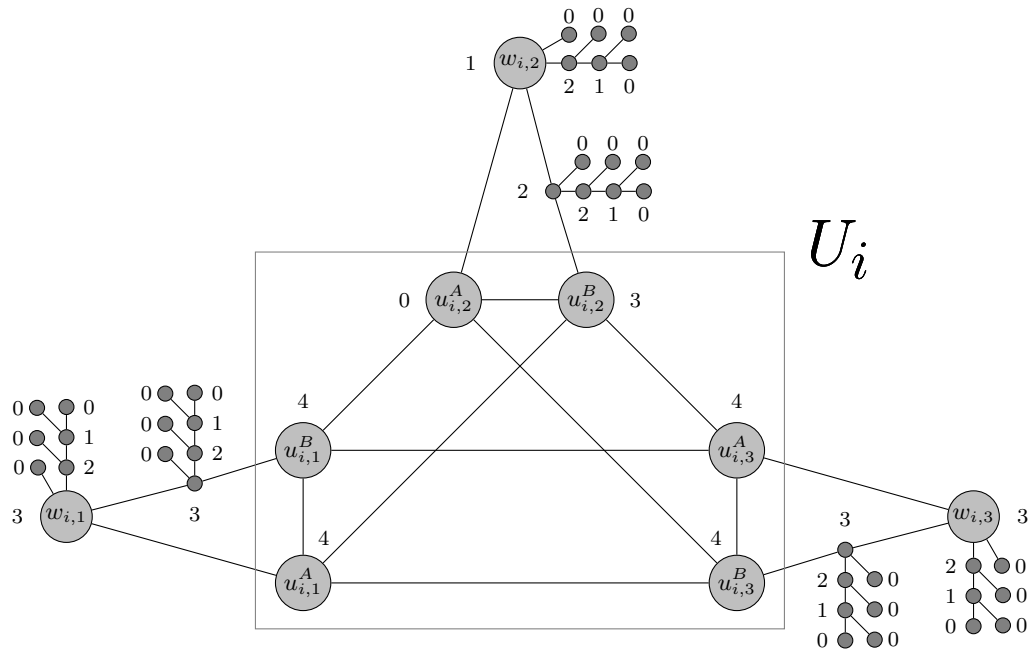 0 0 0
1 w_{i,2}
2 1 0
0 0 0
2
2 1 0
U_i
0 u^A_{i,2} u^B_{i,2} 3
0 0
0 0 4 4
0 1 0 1
0 2 0 2 u^B_{i,1} u^A_{i,3}
0
3 w_{i,1} 3 3 w_{i,3} 3
4 4
u^A_{i,1} u^B_{i,3}
2 0 2 0
1 0 1 0
0 0 0 0